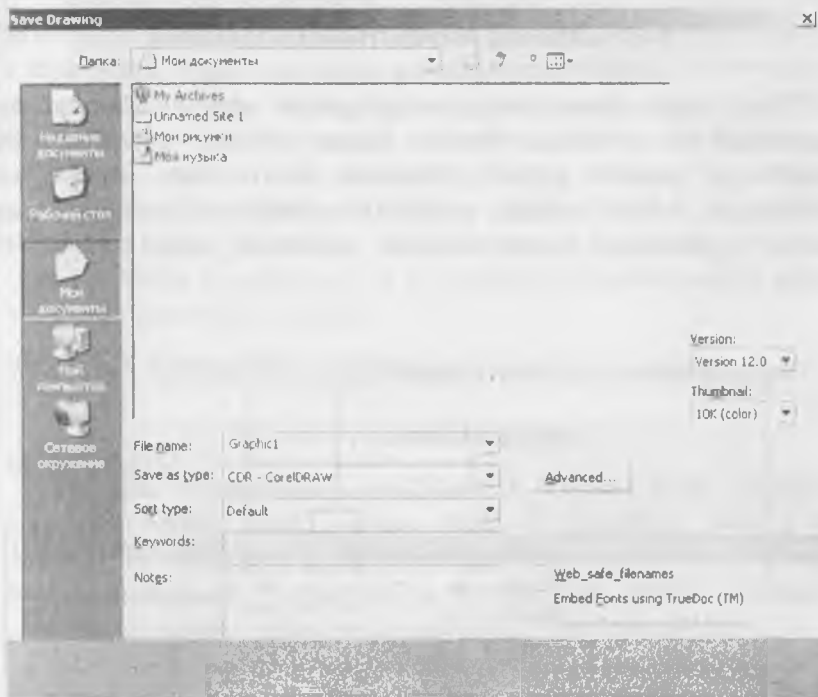 Save Drawing
Папка: Мои документы
My Archives
Unnamed Site 1
Мои рисунки
Моя музыка
Недавние
документы
Рабочий стол
Мои
документы
Мой
компьютер
Сетевое
окружение
Version:
Version 12.0
Thumbnail:
10K (color)
File name: Graphic1
Save as type: CDR - CorelDRAW
Advanced...
Sort type: Default
Keywords:
Notes:
Web_safe_filenames
Embed Fonts using TrueDoc (TM)